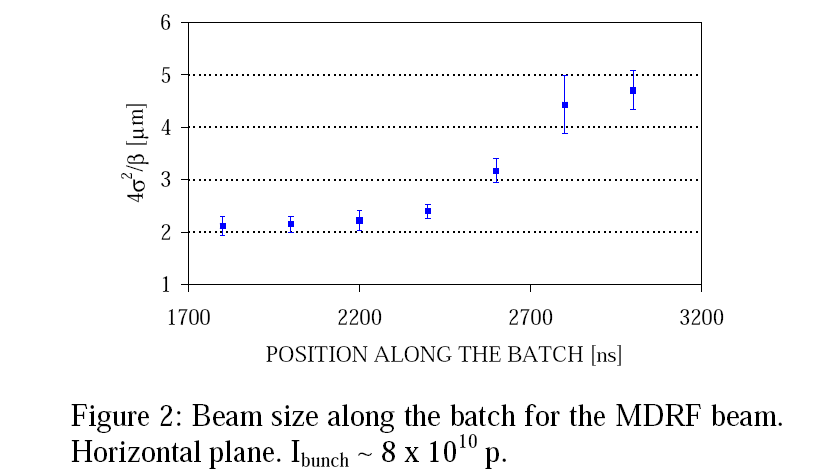 6
5
4
3
2
1
4σ²/β [μm]
1700 2200 2700 3200
POSITION ALONG THE BATCH [ns]
Figure 2: Beam size along the batch for the MDRF beam.
Horizontal plane. I_bunch ~ 8 x 10¹⁰ p.